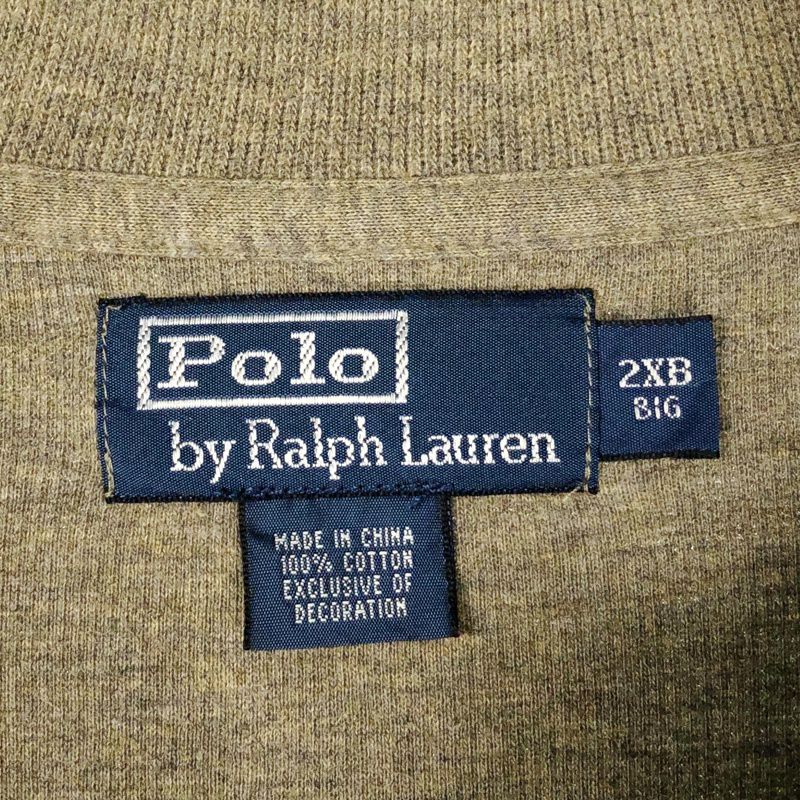 Polo
by Ralph Lauren
2XB
BIG
MADE IN CHINA
100% COTTON
EXCLUSIVE OF
DECORATION